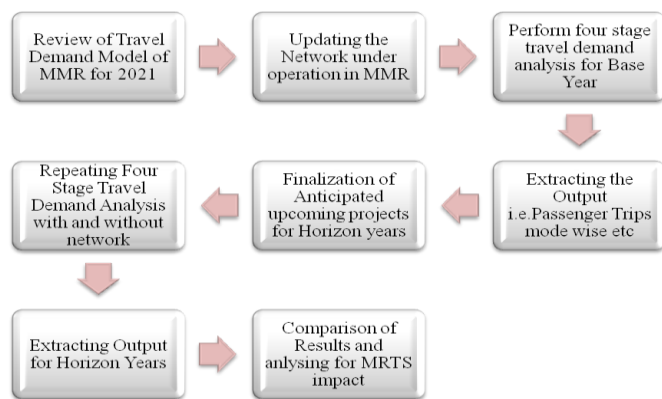 Review of Travel
Demand Model of
MMR for 2021
Updating the
Network under
operation in MMR
Perform four stage
travel demand
analysis for Base
Year
Extracting the
Output
i.e.Passenger Trips
mode wise etc
Finalization of
Anticipated
upcoming projects
for Horizon years
Repeating Four
Stage Travel
Demand Analysis
with and without
network
Extracting Output
for Horizon Years
Comparison of
Results and
anlysing for MRTS
impact